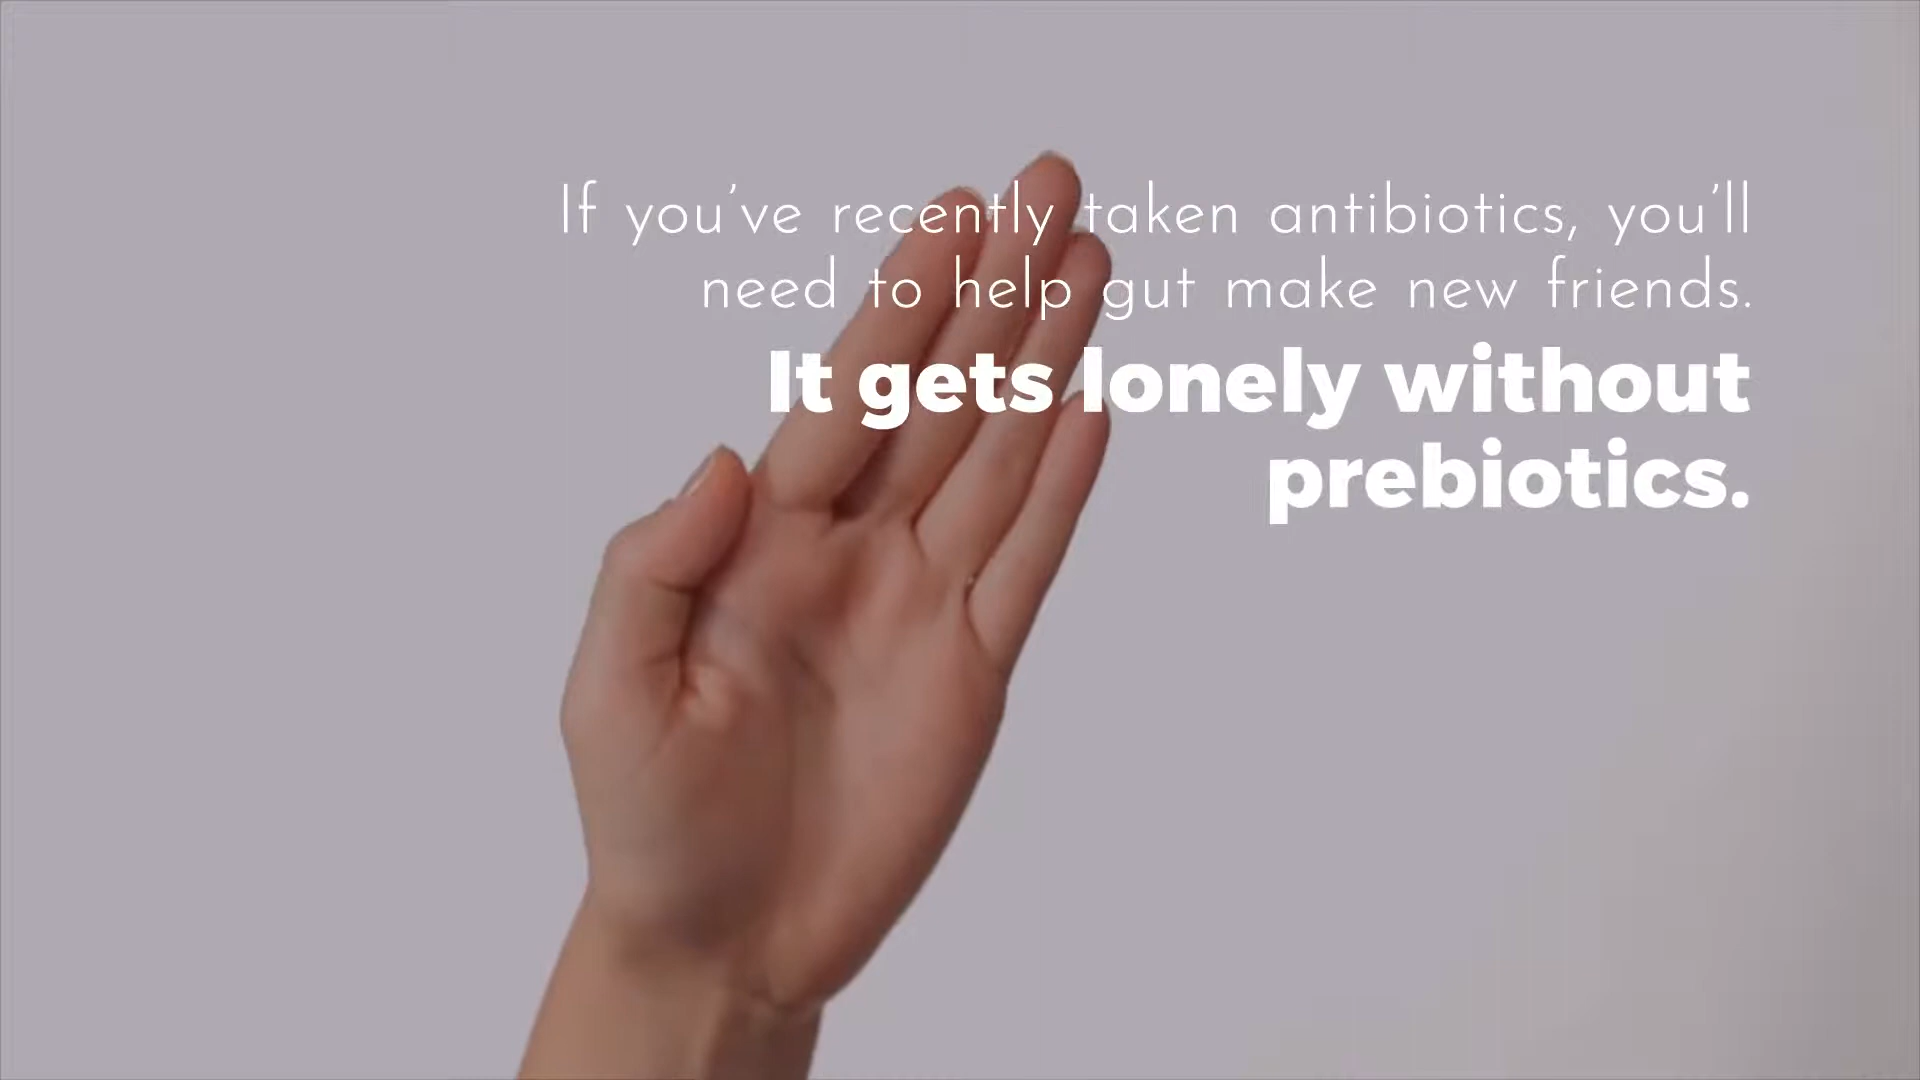 If you've recently taken antibiotics, you'll
need to help gut make new friends.
It gets lonely without
prebiotics.